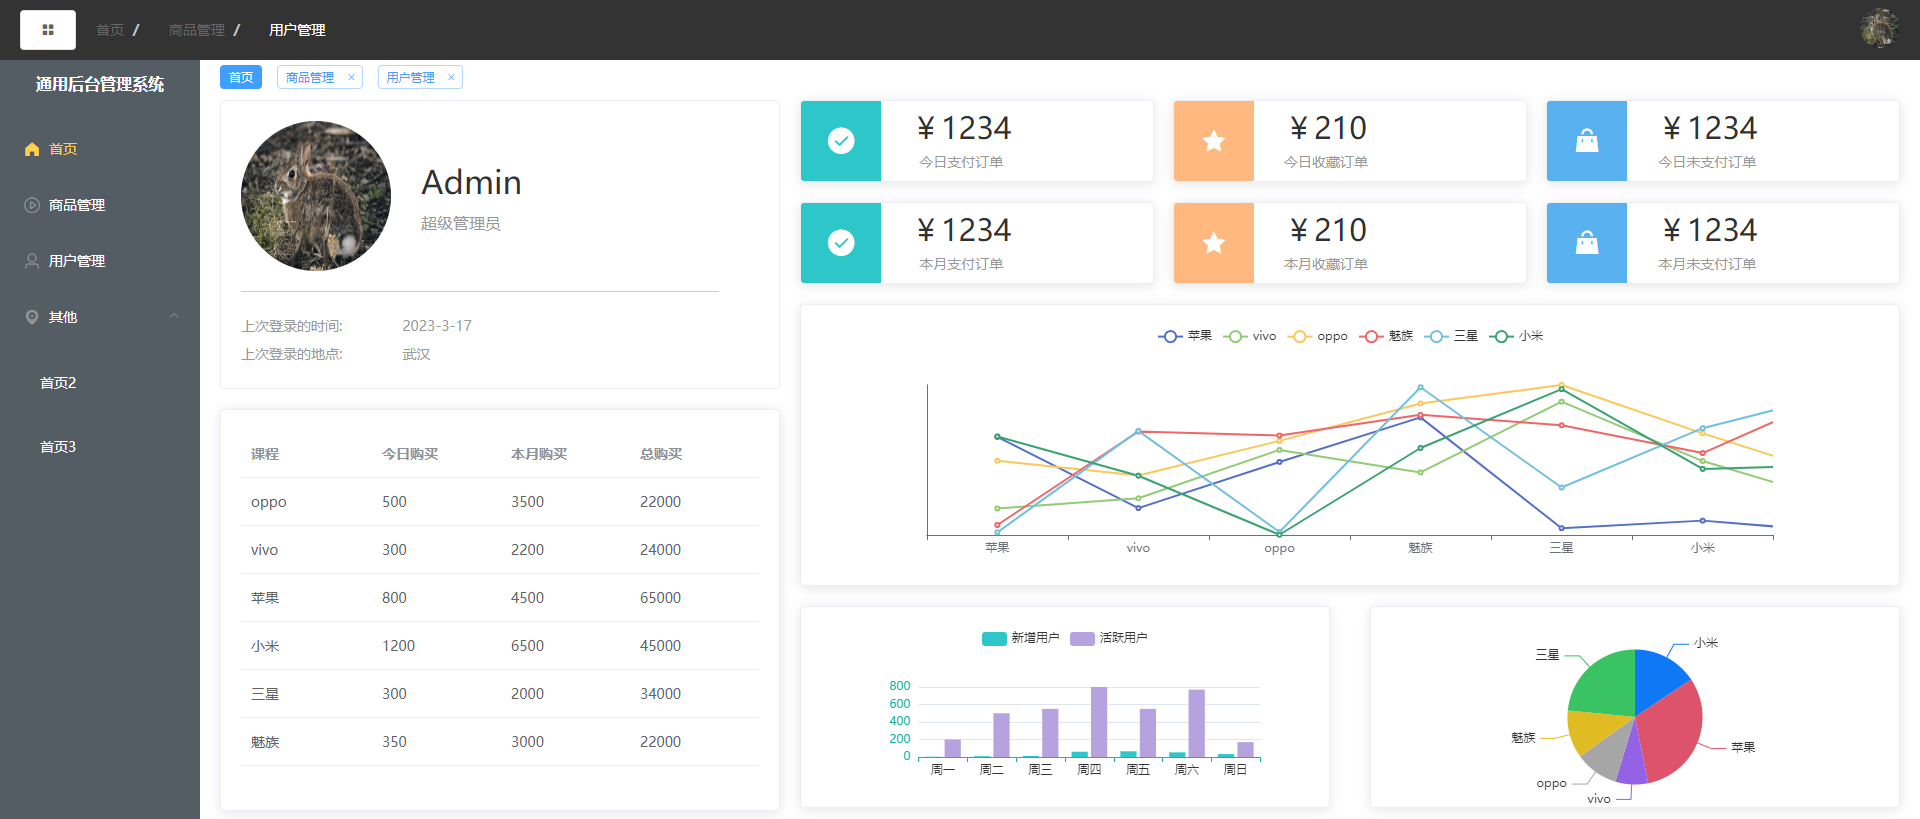 首页 / 商品管理 / 用户管理
通用后台管理系统
首页
商品管理
用户管理
其他
首页2
首页3
首页 商品管理 × 用户管理 ×
Admin
超级管理员
上次登录的时间: 2023-3-17
上次登录的地点: 武汉
课程 今日购买 本月购买 总购买
oppo 500 3500 22000
vivo 300 2200 24000
苹果 800 4500 65000
小米 1200 6500 45000
三星 300 2000 34000
魅族 350 3000 22000
¥ 1234
今日支付订单
¥ 210
今日收藏订单
¥ 1234
今日未支付订单
¥ 1234
本月支付订单
¥ 210
本月收藏订单
¥ 1234
本月未支付订单
苹果 vivo oppo 魅族 三星 小米
苹果 vivo oppo 魅族 三星 小米
新增用户 活跃用户
800
600
400
200
0
周一 周二 周三 周四 周五 周六 周日
小米
三星
魅族
苹果
oppo
vivo